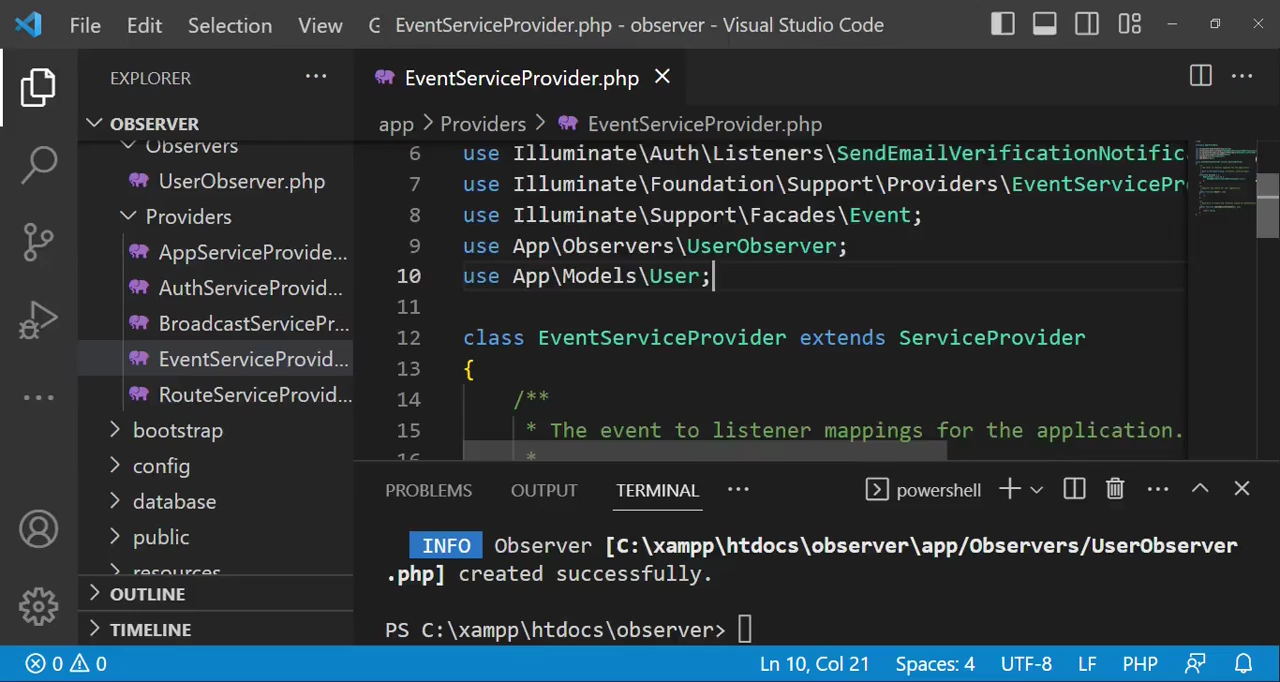 File Edit Selection View EventServiceProvider.php - observer - Visual Studio Code
EXPLORER
OBSERVER
Observers
UserObserver.php
Providers
AppServiceProvide...
AuthServiceProvid...
BroadcastServicePr...
EventServiceProvid...
RouteServiceProvid...
bootstrap
config
database
public
resources
OUTLINE
TIMELINE
EventServiceProvider.php
app > Providers > EventServiceProvider.php
6 use Illuminate\Auth\Listeners\SendEmailVerificationNotific
7 use Illuminate\Foundation\Support\Providers\EventServicePr
8 use Illuminate\Support\Facades\Event;
9 use App\Observers\UserObserver;
10 use App\Models\User;
11
12 class EventServiceProvider extends ServiceProvider
13 {
14 /**
15 * The event to listener mappings for the application.
16 *
PROBLEMS OUTPUT TERMINAL powershell
INFO Observer [C:\xampp\htdocs\observer\app/Observers/UserObserver
.php] created successfully.
PS C:\xampp\htdocs\observer>
0 0 Ln 10, Col 21 Spaces: 4 UTF-8 LF PHP